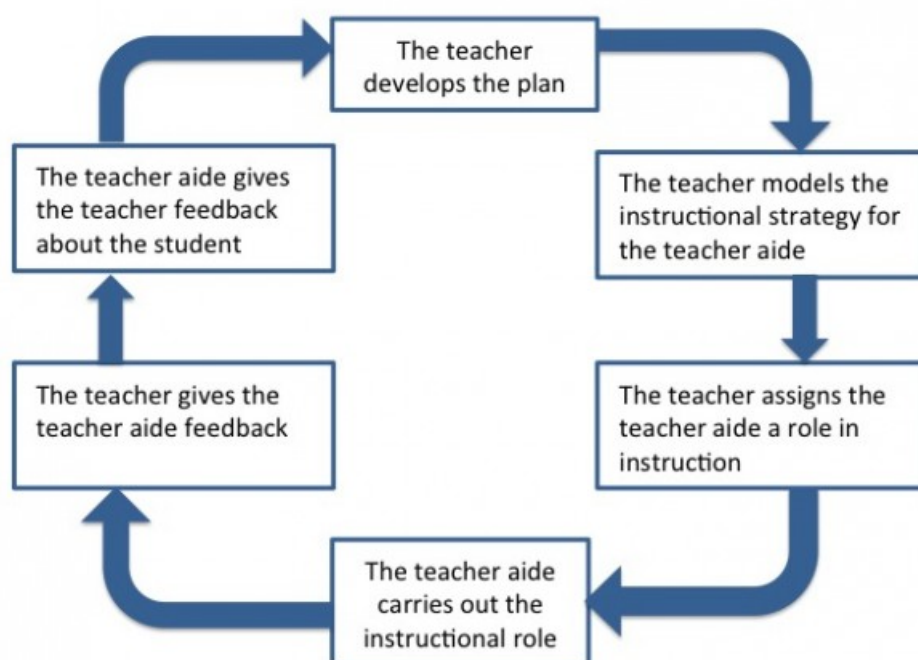 The teacher
develops the plan
The teacher models the
instructional strategy for
the teacher aide
The teacher assigns the
teacher aide a role in
instruction
The teacher aide
carries out the
instructional role
The teacher gives the
teacher aide feedback
The teacher aide gives
the teacher feedback
about the student